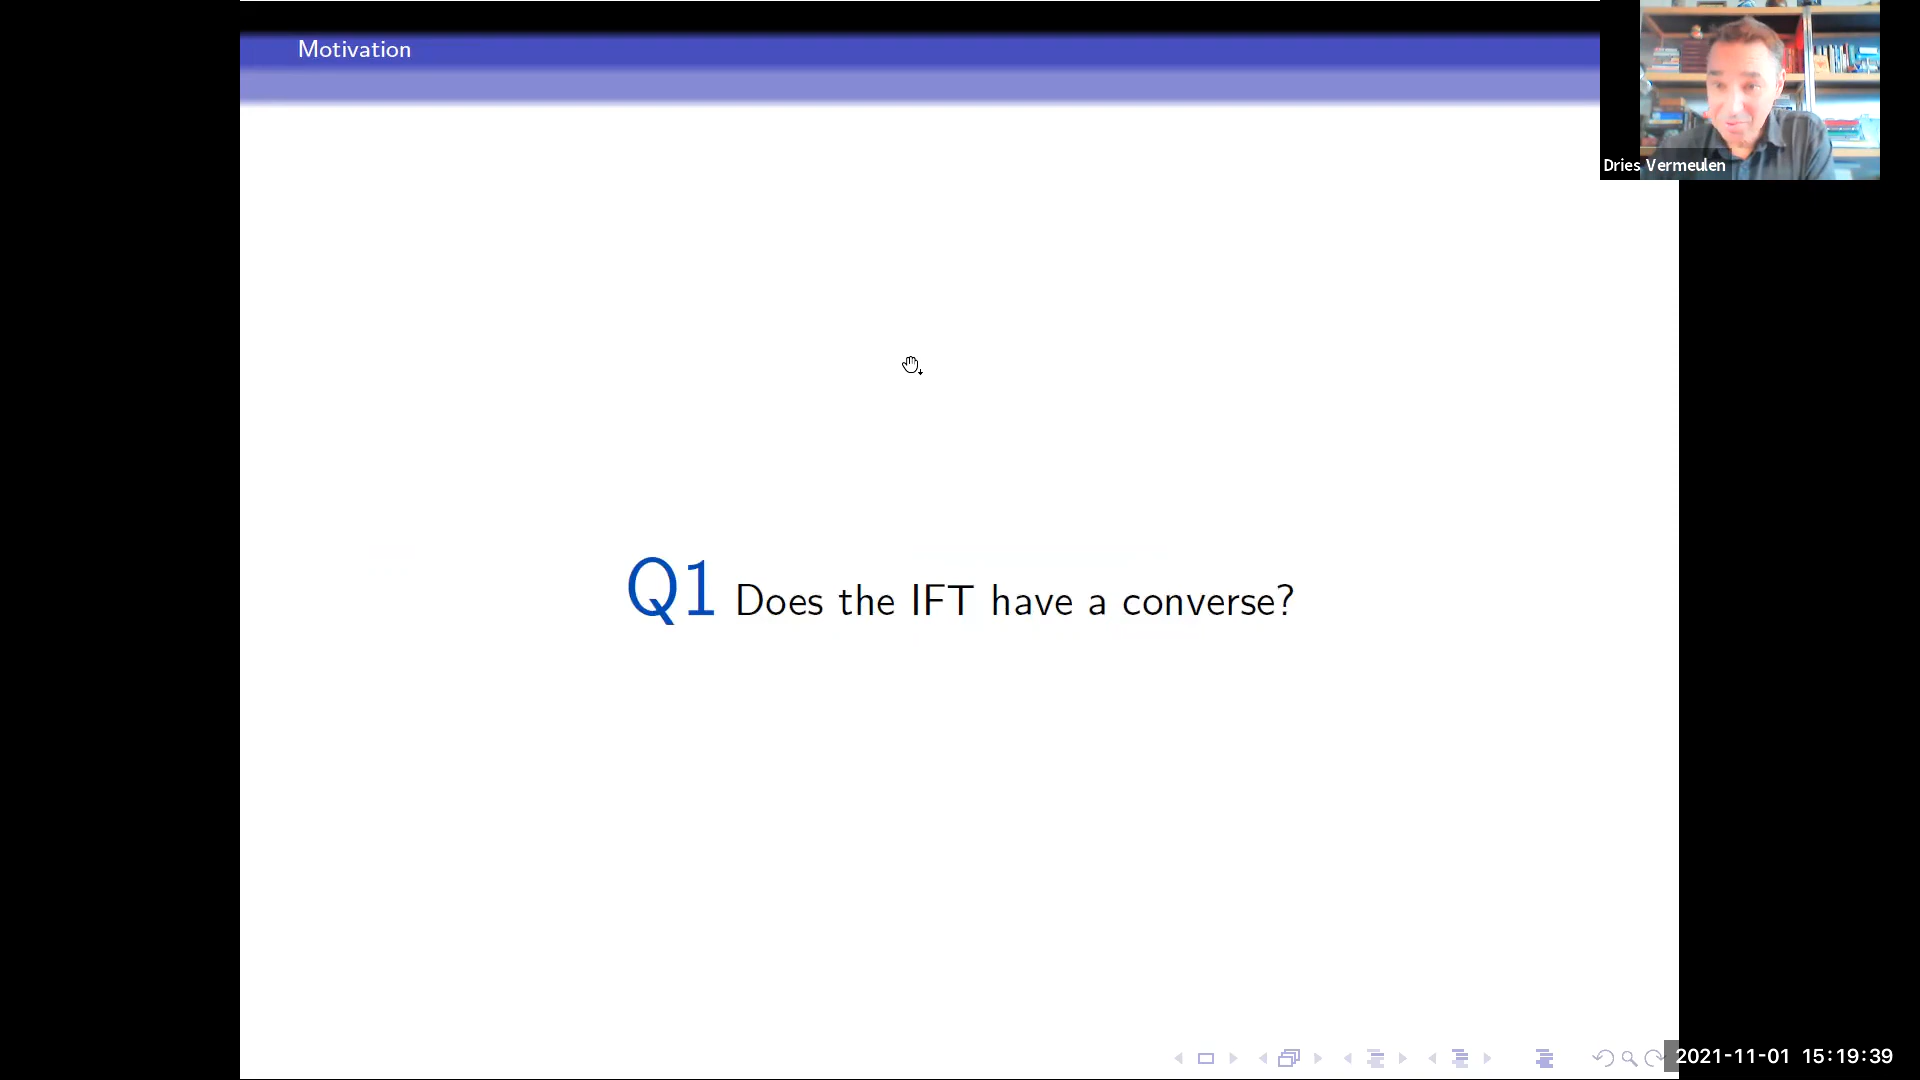 Motivation
Dries Vermeulen
Q1 Does the IFT have a converse?
2021-11-01 15:19:39